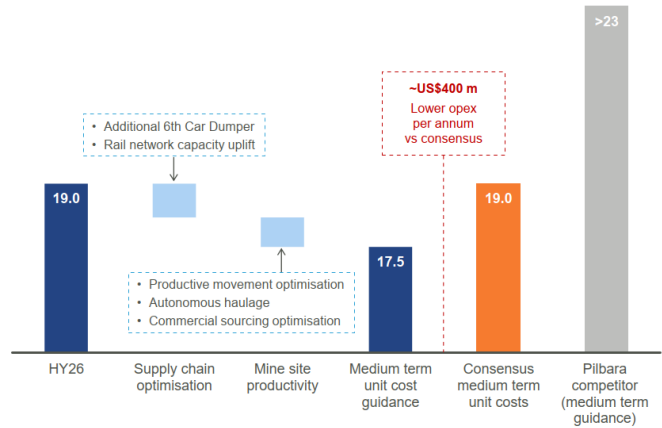 >23
~US$400 m
Lower opex
per annum
vs consensus
• Additional 6th Car Dumper
• Rail network capacity uplift
19.0
19.0
17.5
• Productive movement optimisation
• Autonomous haulage
• Commercial sourcing optimisation
HY26
Supply chain
optimisation
Mine site
productivity
Medium term
unit cost
guidance
Consensus
medium term
unit costs
Pilbara
competitor
(medium term
guidance)